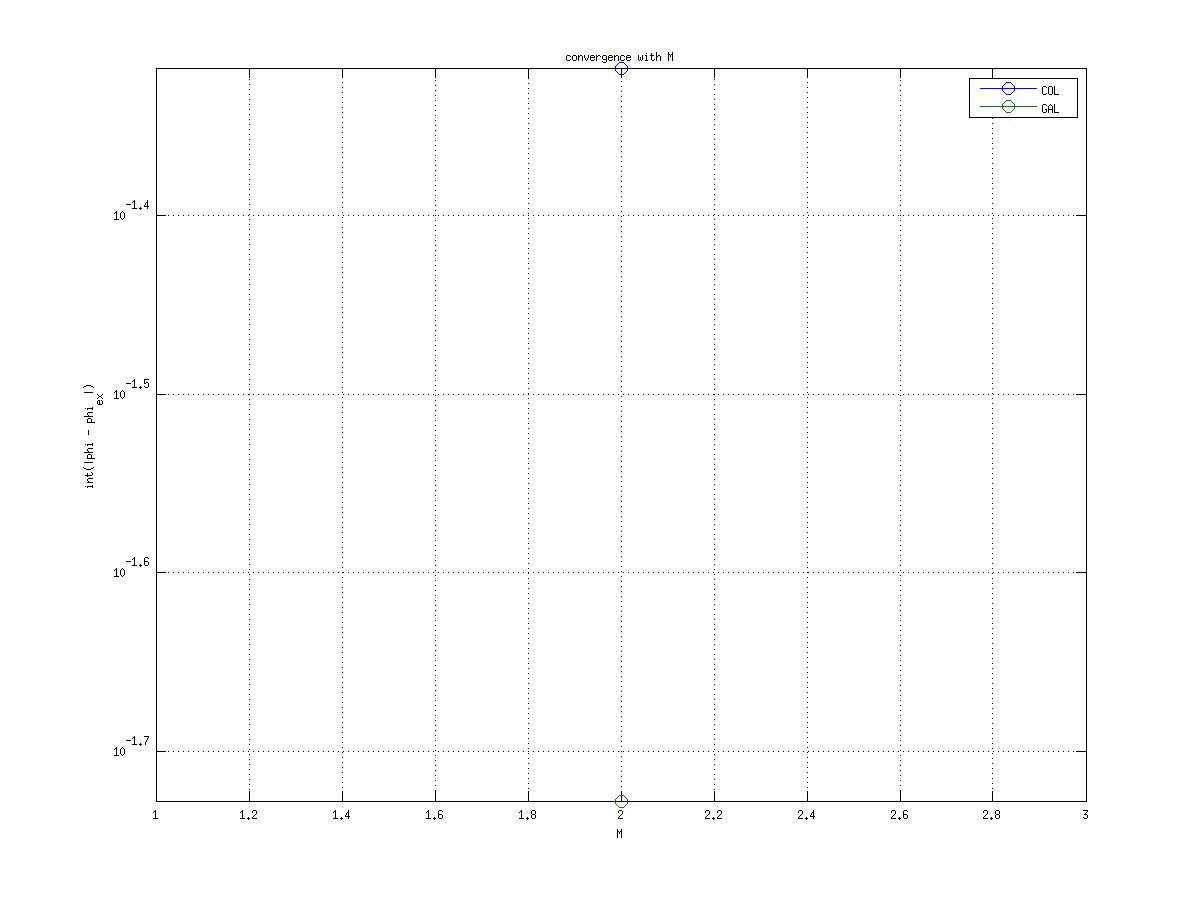 convergence with M
COL
GAL
10^-1.4
10^-1.5
10^-1.6
10^-1.7
int(|phi - phi_ex|)
1 1.2 1.4 1.6 1.8 2 2.2 2.4 2.6 2.8 3
M